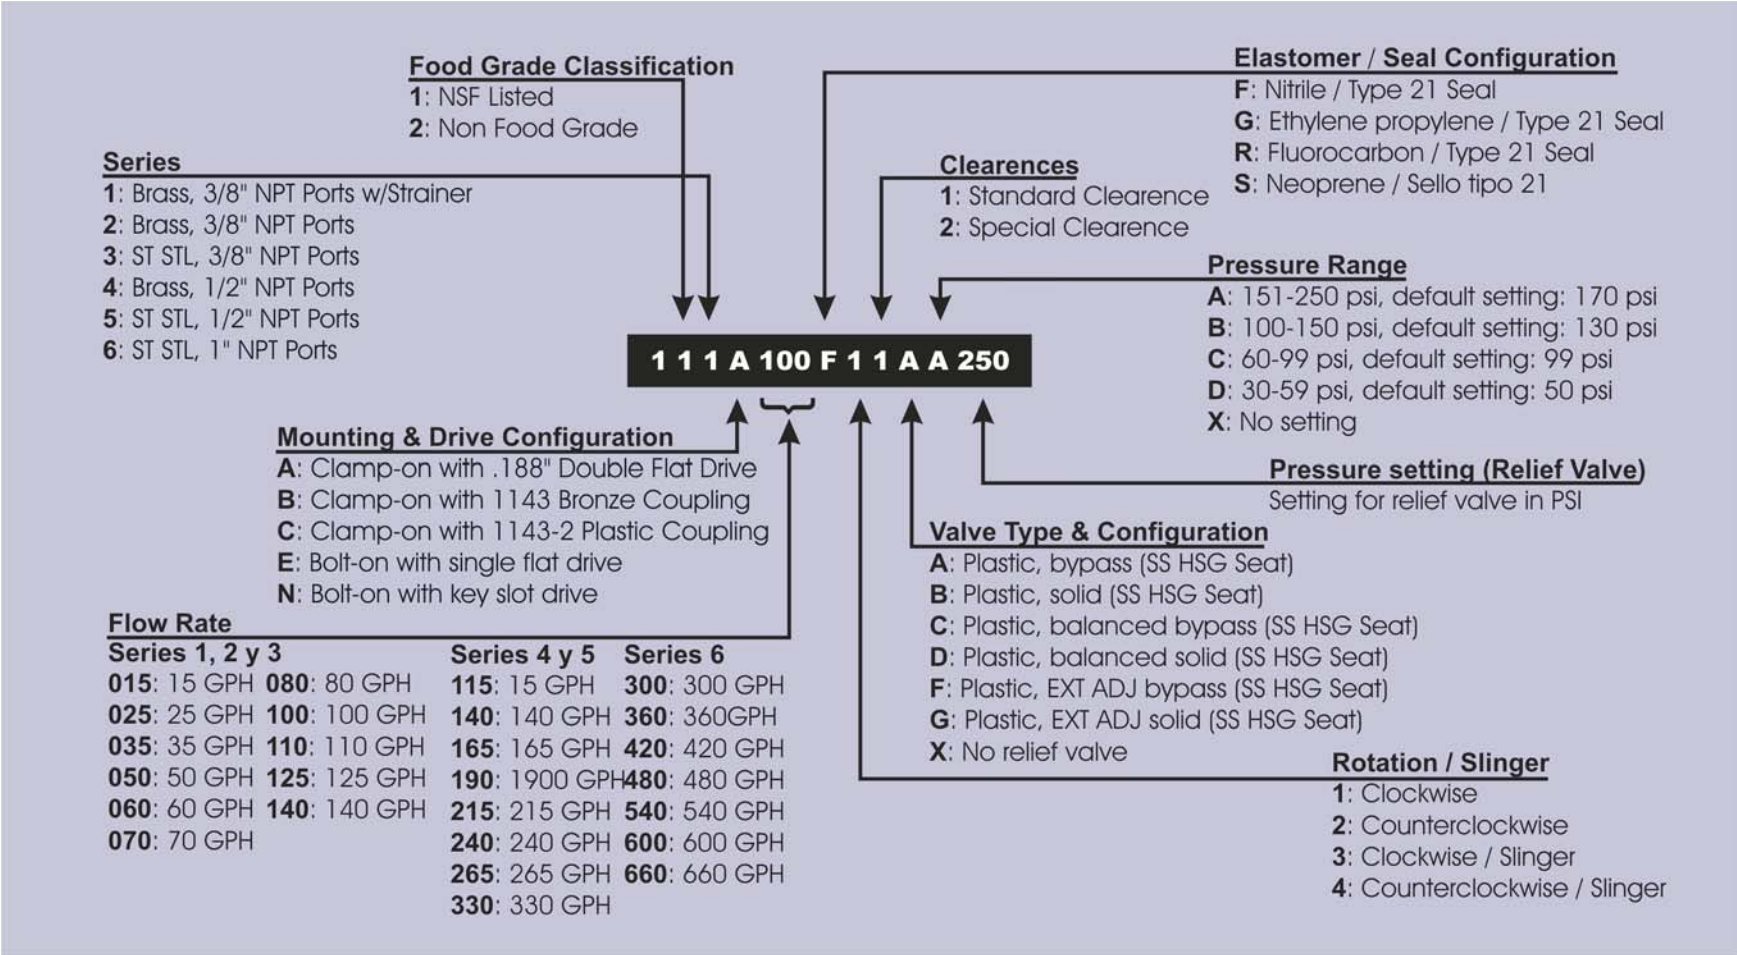 Food Grade Classification
1: NSF Listed
2: Non Food Grade
Series
1: Brass, 3/8" NPT Ports w/Strainer
2: Brass, 3/8" NPT Ports
3: ST STL, 3/8" NPT Ports
4: Brass, 1/2" NPT Ports
5: ST STL, 1/2" NPT Ports
6: ST STL, 1" NPT Ports
Elastomer / Seal Configuration
F: Nitrile / Type 21 Seal
G: Ethylene propylene / Type 21 Seal
R: Fluorocarbon / Type 21 Seal
S: Neoprene / Sello tipo 21
Clearences
1: Standard Clearence
2: Special Clearence
Pressure Range
A: 151-250 psi, default setting: 170 psi
B: 100-150 psi, default setting: 130 psi
C: 60-99 psi, default setting: 99 psi
D: 30-59 psi, default setting: 50 psi
X: No setting
1 1 1 A 100 F 1 1 A A 250
Mounting & Drive Configuration
A: Clamp-on with .188" Double Flat Drive
B: Clamp-on with 1143 Bronze Coupling
C: Clamp-on with 1143-2 Plastic Coupling
E: Bolt-on with single flat drive
N: Bolt-on with key slot drive
Pressure setting (Relief Valve)
Setting for relief valve in PSI
Valve Type & Configuration
A: Plastic, bypass (SS HSG Seat)
B: Plastic, solid (SS HSG Seat)
C: Plastic, balanced bypass (SS HSG Seat)
D: Plastic, balanced solid (SS HSG Seat)
F: Plastic, EXT ADJ bypass (SS HSG Seat)
G: Plastic, EXT ADJ solid (SS HSG Seat)
X: No relief valve
Flow Rate
Series 1, 2 y 3
015: 15 GPH 080: 80 GPH
025: 25 GPH 100: 100 GPH
035: 35 GPH 110: 110 GPH
050: 50 GPH 125: 125 GPH
060: 60 GPH 140: 140 GPH
070: 70 GPH
Series 4 y 5
115: 15 GPH
140: 140 GPH
165: 165 GPH
190: 1900 GPH
215: 215 GPH
240: 240 GPH
265: 265 GPH
330: 330 GPH
Series 6
300: 300 GPH
360: 360GPH
420: 420 GPH
480: 480 GPH
540: 540 GPH
600: 600 GPH
660: 660 GPH
Rotation / Slinger
1: Clockwise
2: Counterclockwise
3: Clockwise / Slinger
4: Counterclockwise / Slinger